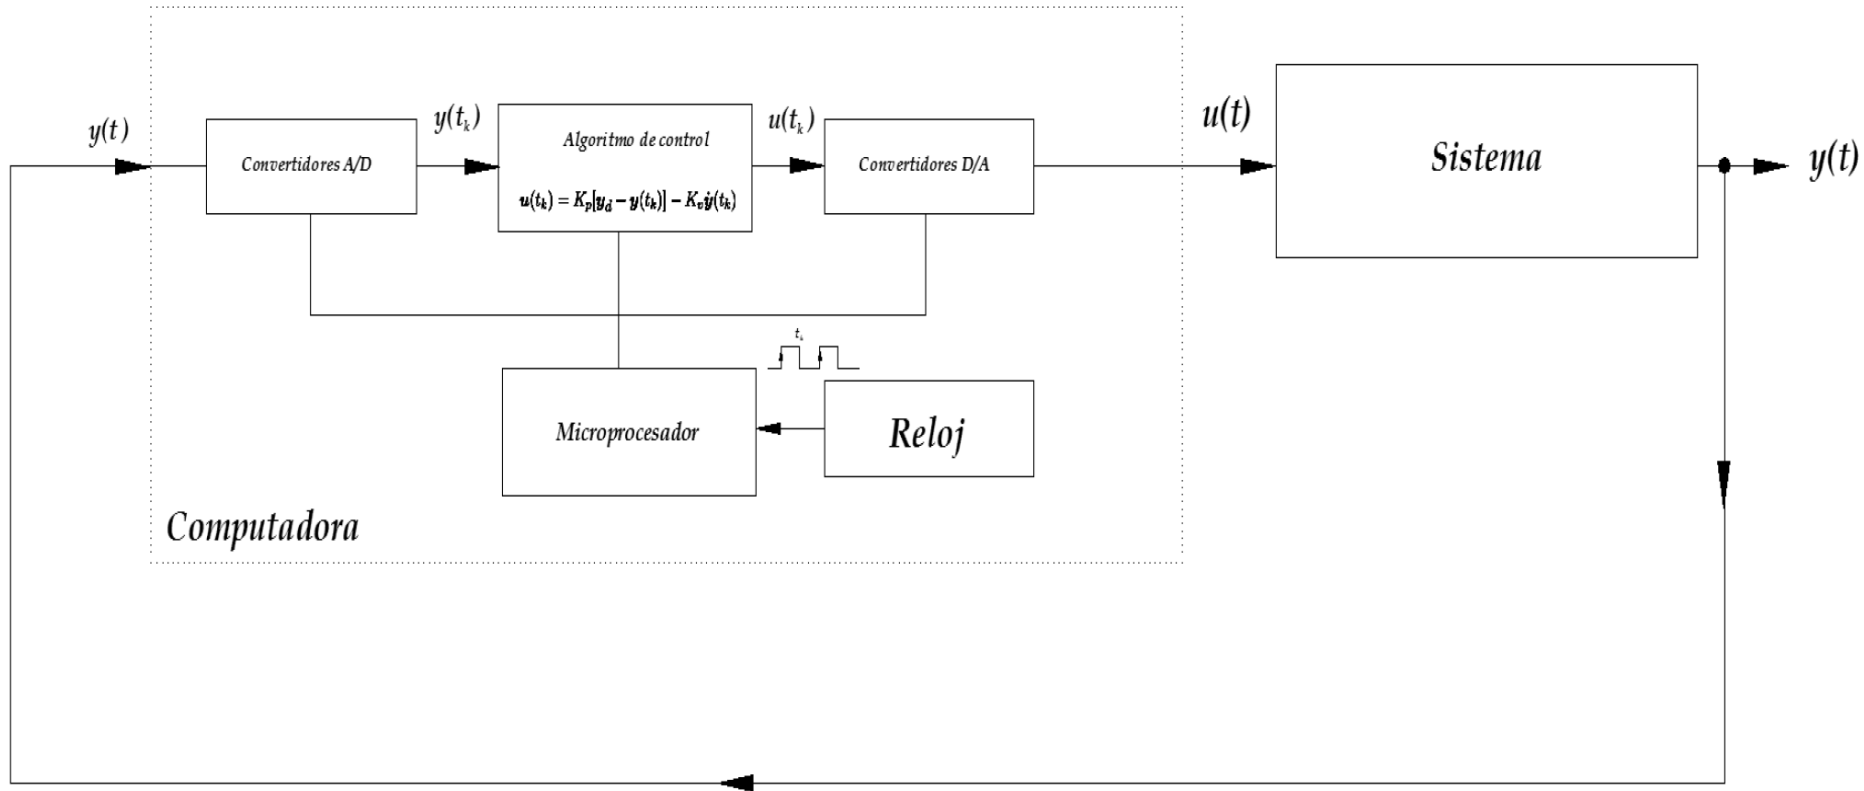 y(t)
Convertidores A/D
y(t_k)
Algoritmo de control
u(t_k) = K_p[y_d − y(t_k)] − K_v ẏ(t_k)
u(t_k)
Convertidores D/A
u(t)
Sistema
y(t)
t_k
Microprocesador
Reloj
Computadora